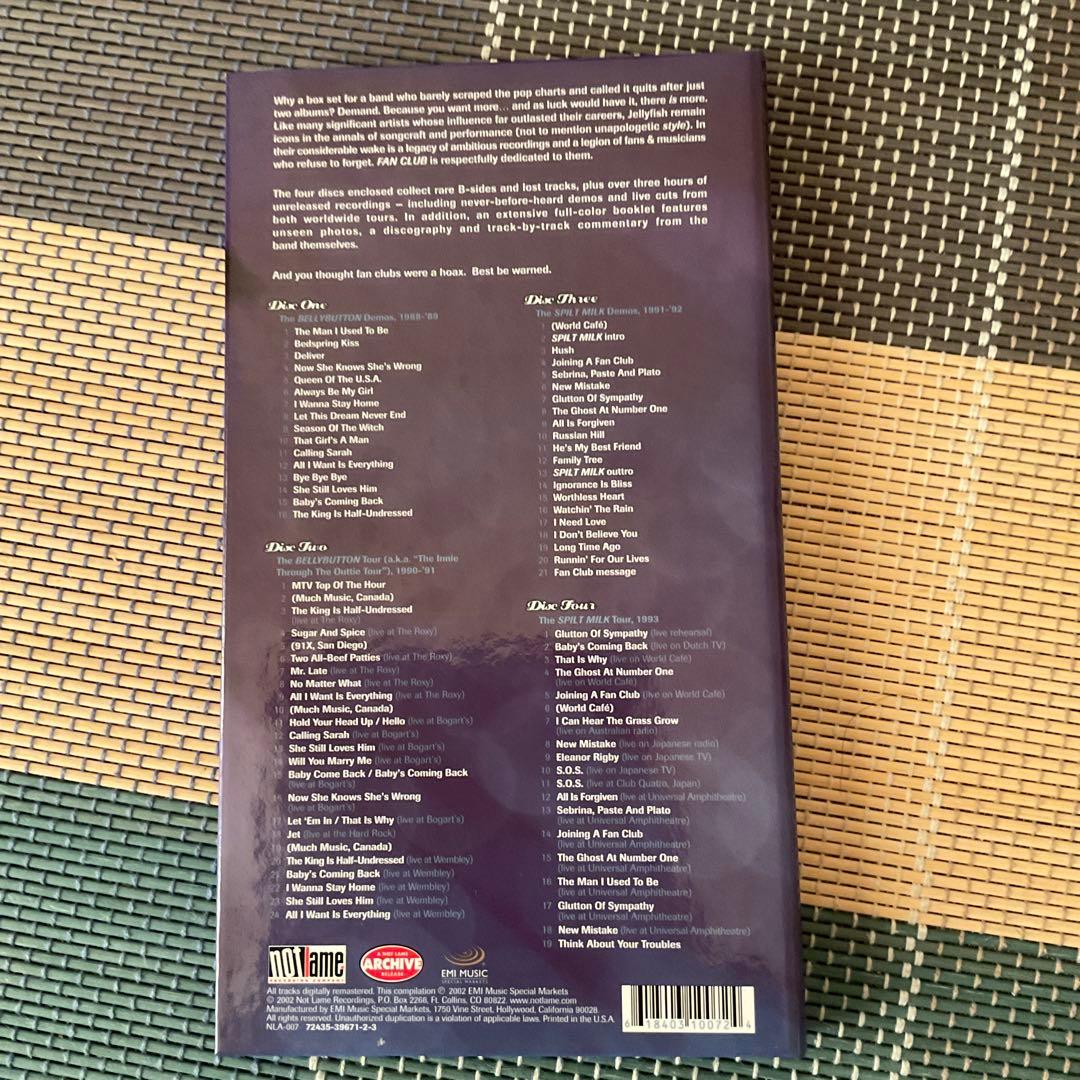 Why a box set for a band who barely scraped the pop charts and called it quits after just
two albums? Demand. Because you want more... and as luck would have it, there is more.
Like many significant artists whose influence far outlasted their careers, Jellyfish remain
icons in the annals of songcraft and performance (not to mention unapologetic style). In
their considerable wake is a legacy of ambitious recordings and a legion of fans & musicians
who refuse to forget. FAN CLUB is respectfully dedicated to them.
The four discs enclosed collect rare B-sides and lost tracks, plus over three hours of
unreleased recordings – including never-before-heard demos and live cuts from
both worldwide tours. In addition, an extensive full-color booklet features
unseen photos, a discography and track-by-track commentary from the
band themselves.
And you thought fan clubs were a hoax. Best be warned.
Disc One
The BELLYBUTTON Demos, 1988-'89
1 The Man I Used To Be
2 Bedspring Kiss
3 Deliver
4 Now She Knows She's Wrong
5 Queen Of The U.S.A.
6 Always Be My Girl
7 I Wanna Stay Home
8 Let This Dream Never End
9 Season Of The Witch
10 That Girl's A Man
11 Calling Sarah
12 All I Want Is Everything
13 Bye Bye Bye
14 She Still Loves Him
15 Baby's Coming Back
16 The King Is Half-Undressed
Disc Two
The BELLYBUTTON Tour (a.k.a. "The Innie
Through The Outtie Tour"), 1990-'91
1 MTV Top Of The Hour
2 (Much Music, Canada)
3 The King Is Half-Undressed
(live at The Roxy)
4 Sugar And Spice (live at The Roxy)
5 (91X, San Diego)
6 Two All-Beef Patties (live at The Roxy)
7 Mr. Late (live at The Roxy)
8 No Matter What (live at The Roxy)
9 All I Want Is Everything (live at The Roxy)
10 (Much Music, Canada)
11 Hold Your Head Up / Hello (live at Bogart's)
12 Calling Sarah (live at Bogart's)
13 She Still Loves Him (live at Bogart's)
14 Will You Marry Me (live at Bogart's)
15 Baby Come Back / Baby's Coming Back
(live at Bogart's)
16 Now She Knows She's Wrong
(live at Bogart's)
17 Let 'Em In / That Is Why (live at Bogart's)
18 Jet (live at the Hard Rock)
19 (Much Music, Canada)
20 The King Is Half-Undressed (live at Wembley)
21 Baby's Coming Back (live at Wembley)
22 I Wanna Stay Home (live at Wembley)
23 She Still Loves Him (live at Wembley)
24 All I Want Is Everything (live at Wembley)
Disc Three
The SPILT MILK Demos, 1991-'92
1 (World Café)
2 SPILT MILK intro
3 Hush
4 Joining A Fan Club
5 Sebrina, Paste And Plato
6 New Mistake
7 Glutton Of Sympathy
8 The Ghost At Number One
9 All Is Forgiven
10 Russian Hill
11 He's My Best Friend
12 Family Tree
13 SPILT MILK outtro
14 Ignorance Is Bliss
15 Worthless Heart
16 Watchin' The Rain
17 I Need Love
18 I Don't Believe You
19 Long Time Ago
20 Runnin' For Our Lives
21 Fan Club message
Disc Four
The SPILT MILK Tour, 1993
1 Glutton Of Sympathy (live rehearsal)
2 Baby's Coming Back (live on Dutch TV)
3 That Is Why (live on World Café)
4 The Ghost At Number One
(live on World Café)
5 Joining A Fan Club (live on World Café)
6 (World Café)
7 I Can Hear The Grass Grow
(live on Australian radio)
8 New Mistake (live on Japanese radio)
9 Eleanor Rigby (live on Japanese TV)
10 S.O.S. (live on Japanese TV)
11 S.O.S. (live at Club Quatro, Japan)
12 All Is Forgiven (live at Universal Amphitheatre)
13 Sebrina, Paste And Plato
(live at Universal Amphitheatre)
14 Joining A Fan Club
(live at Universal Amphitheatre)
15 The Ghost At Number One
(live at Universal Amphitheatre)
16 The Man I Used To Be
(live at Universal Amphitheatre)
17 Glutton Of Sympathy
(live at Universal Amphitheatre)
18 New Mistake (live at Universal Amphitheatre)
19 Think About Your Troubles
not lame
RECORDING COMPANY
A NOT LAME
ARCHIVE
RELEASE
EMI MUSIC
SPECIAL MARKETS
All tracks digitally remastered. This compilation ℗ 2002 EMI Music Special Markets
© 2002 Not Lame Recordings, P.O. Box 2266, Ft. Collins, CO 80822. www.notlame.com
Manufactured by EMI Music Special Markets, 1750 Vine Street, Hollywood, California 90028.
All rights reserved. Unauthorized duplication is a violation of applicable laws. Printed in the U.S.A.
NLA-007 72435-39671-2-3
6 18403 10072 4